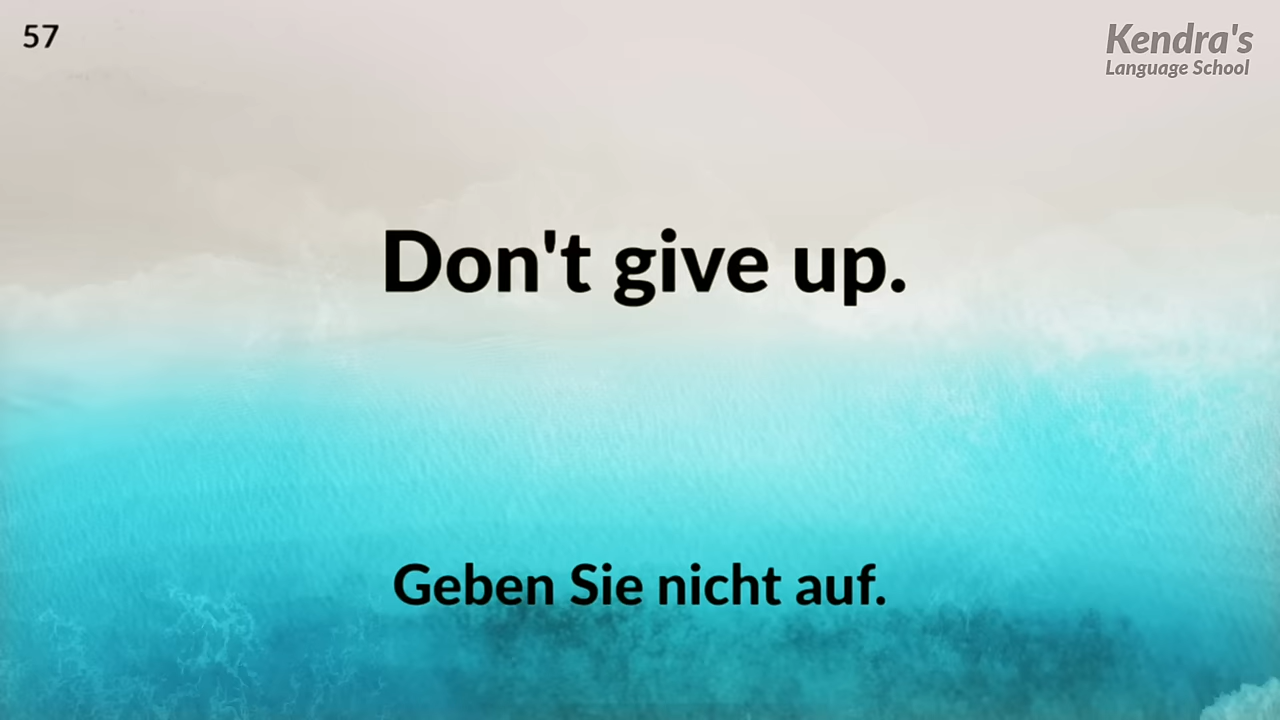 57
Kendra's
Language School
Don't give up.
Geben Sie nicht auf.